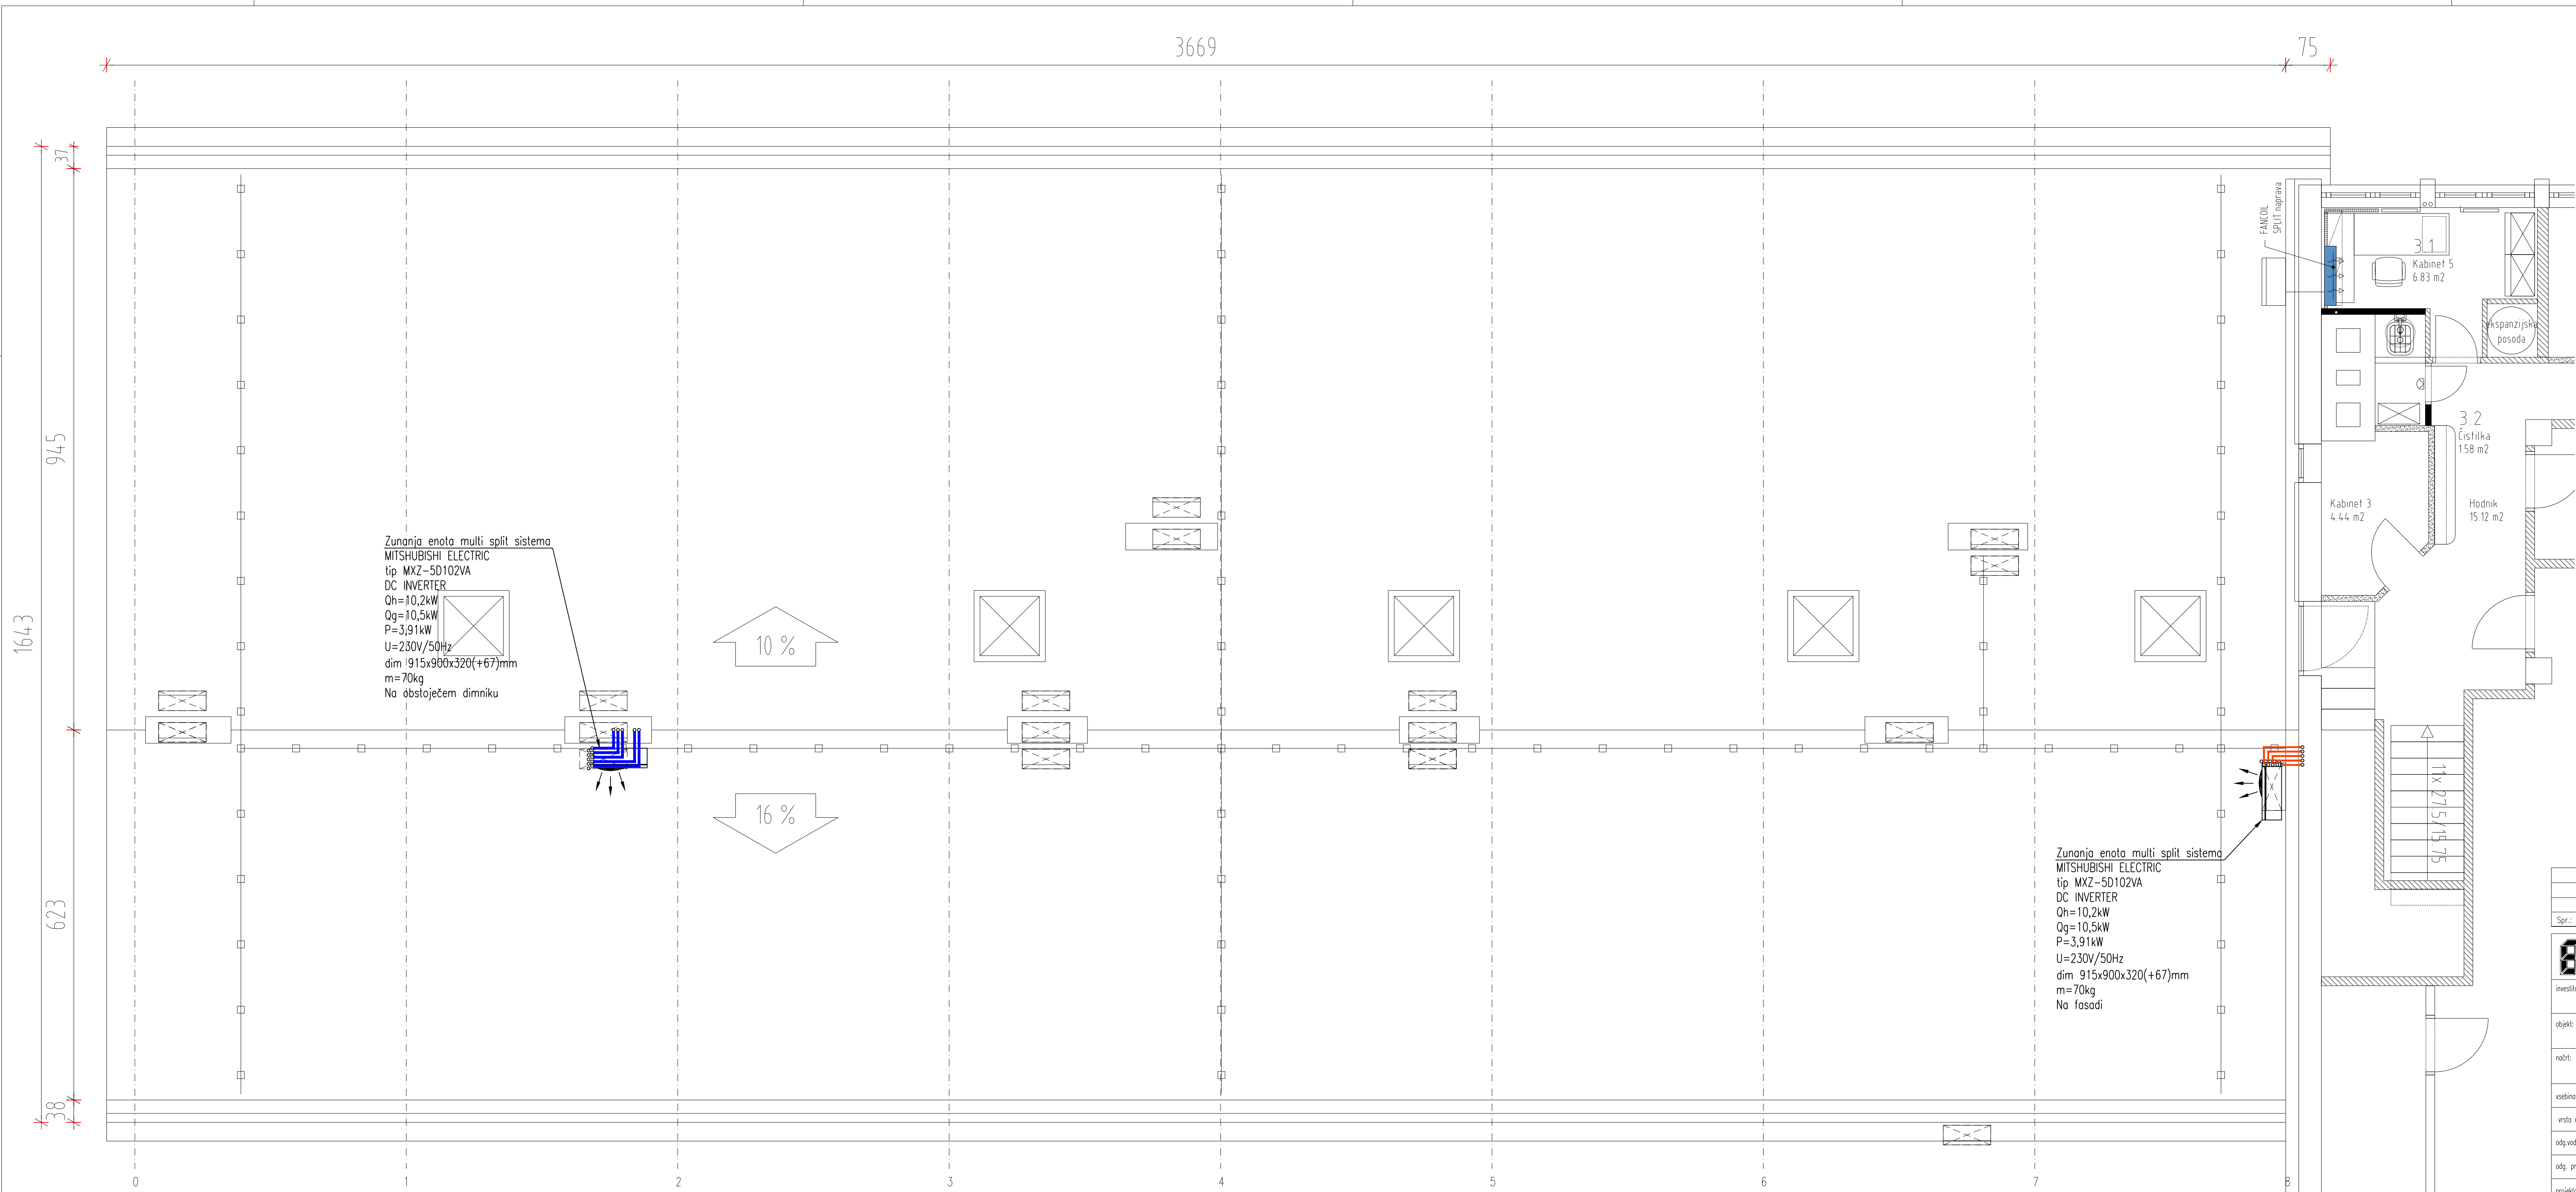 3669
75
37
945
1643
623
38
FANCOIL
SPLIT naprava
3.1
Kabinet 5
6.83 m2
ekspanzijska
posoda
3.2
Čistilka
1.58 m2
Kabinet 3
4.44 m2
Hodnik
15.12 m2
Zunanja enota multi split sistema
MITSHUBISHI ELECTRIC
tip MXZ-5D102VA
DC INVERTER
Qh=10,2kW
Qg=10,5kW
P=3,91kW
U=230V/50Hz
dim 915x900x320(+67)mm
m=70kg
Na obstoječem dimniku
10 %
16 %
11x 27.5/15.75
Zunanja enota multi split sistema
MITSHUBISHI ELECTRIC
tip MXZ-5D102VA
DC INVERTER
Qh=10,2kW
Qg=10,5kW
P=3,91kW
U=230V/50Hz
dim 915x900x320(+67)mm
m=70kg
Na fasadi
Spr.:
objekt:
načrt:
vsebina
vrsta
odg.
0 1 2 3 4 5 6 7 8